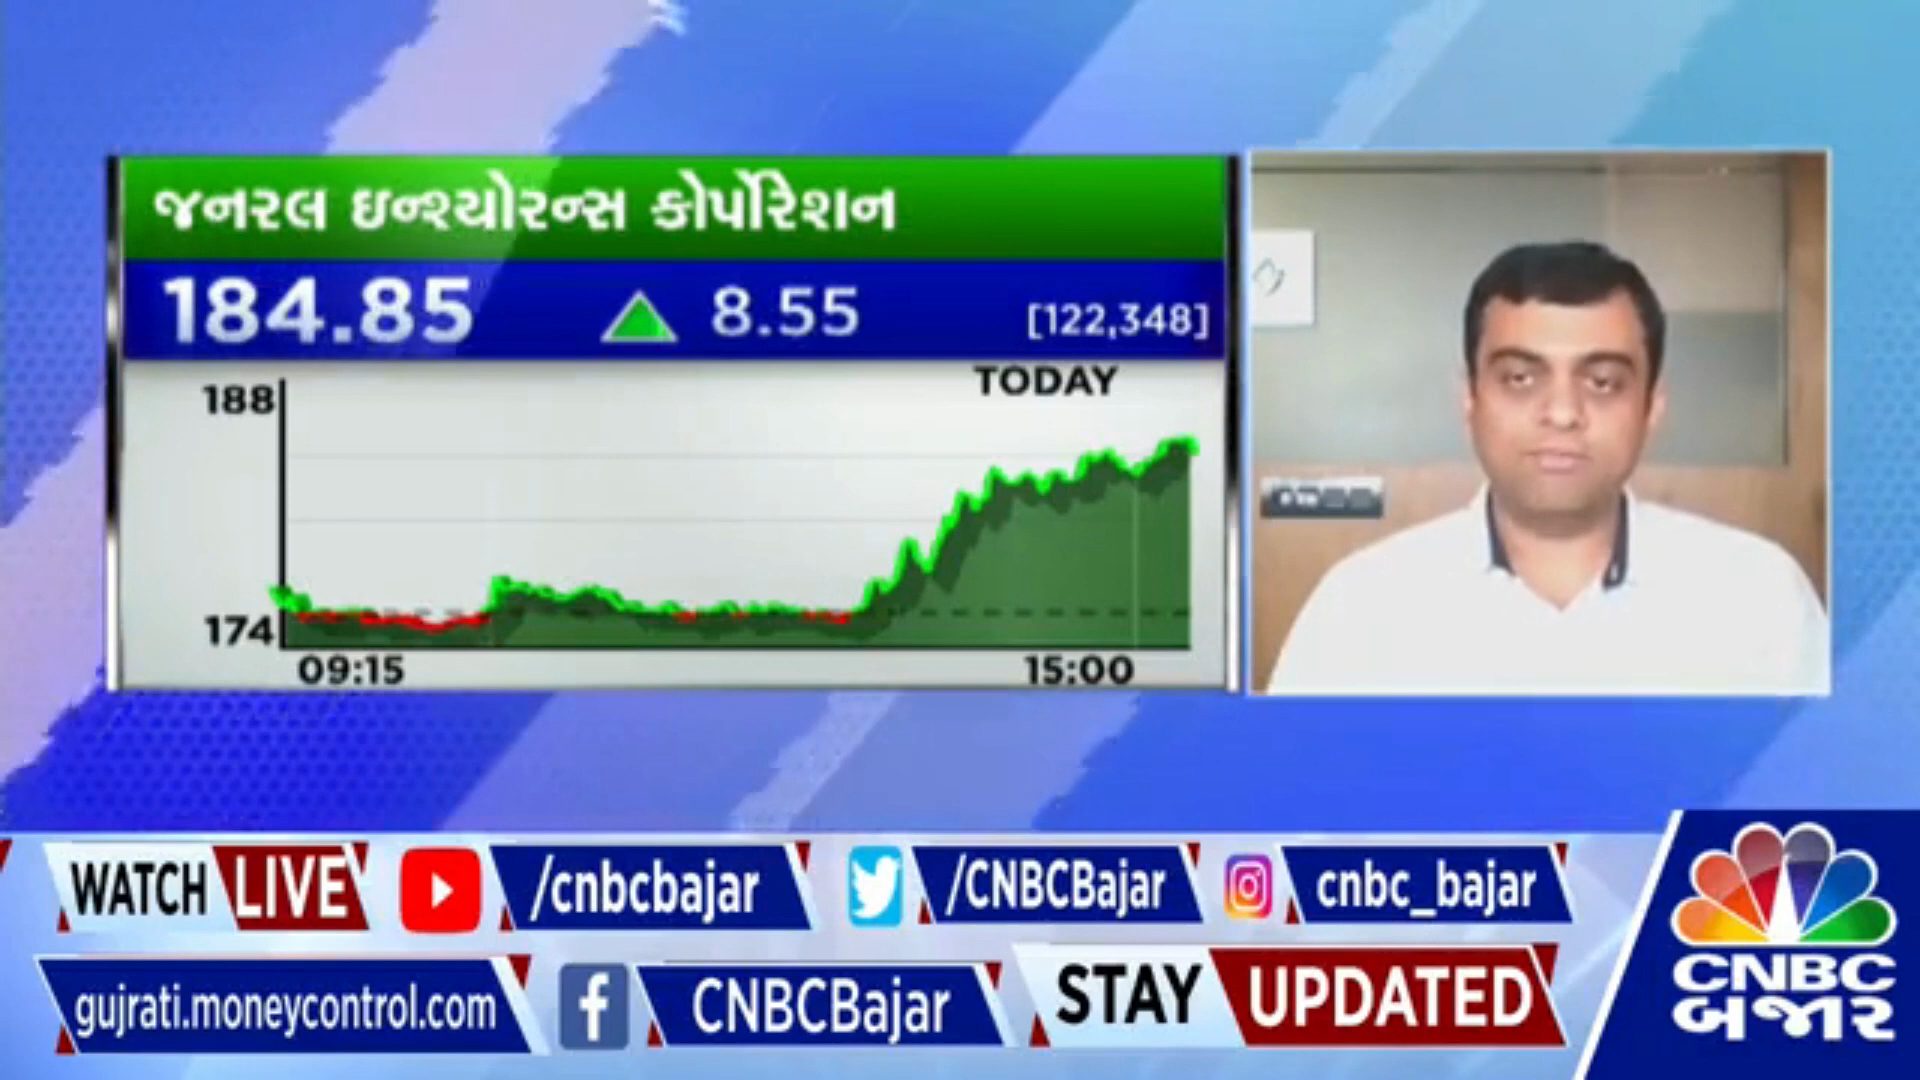 જનરલ ઇન્શ્યોરન્સ કોર્પોરેશન
184.85 8.55 [122,348]
TODAY
188
174
09:15 15:00
WATCH LIVE /cnbcbajar /CNBCBajar cnbc_bajar
gujrati.moneycontrol.com CNBCBajar STAY UPDATED
CNBC
બજાર